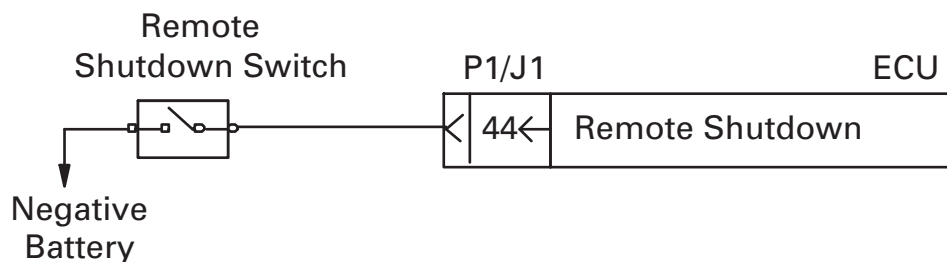 Remote
Shutdown Switch
P1/J1
ECU
44
Remote Shutdown
Negative
Battery